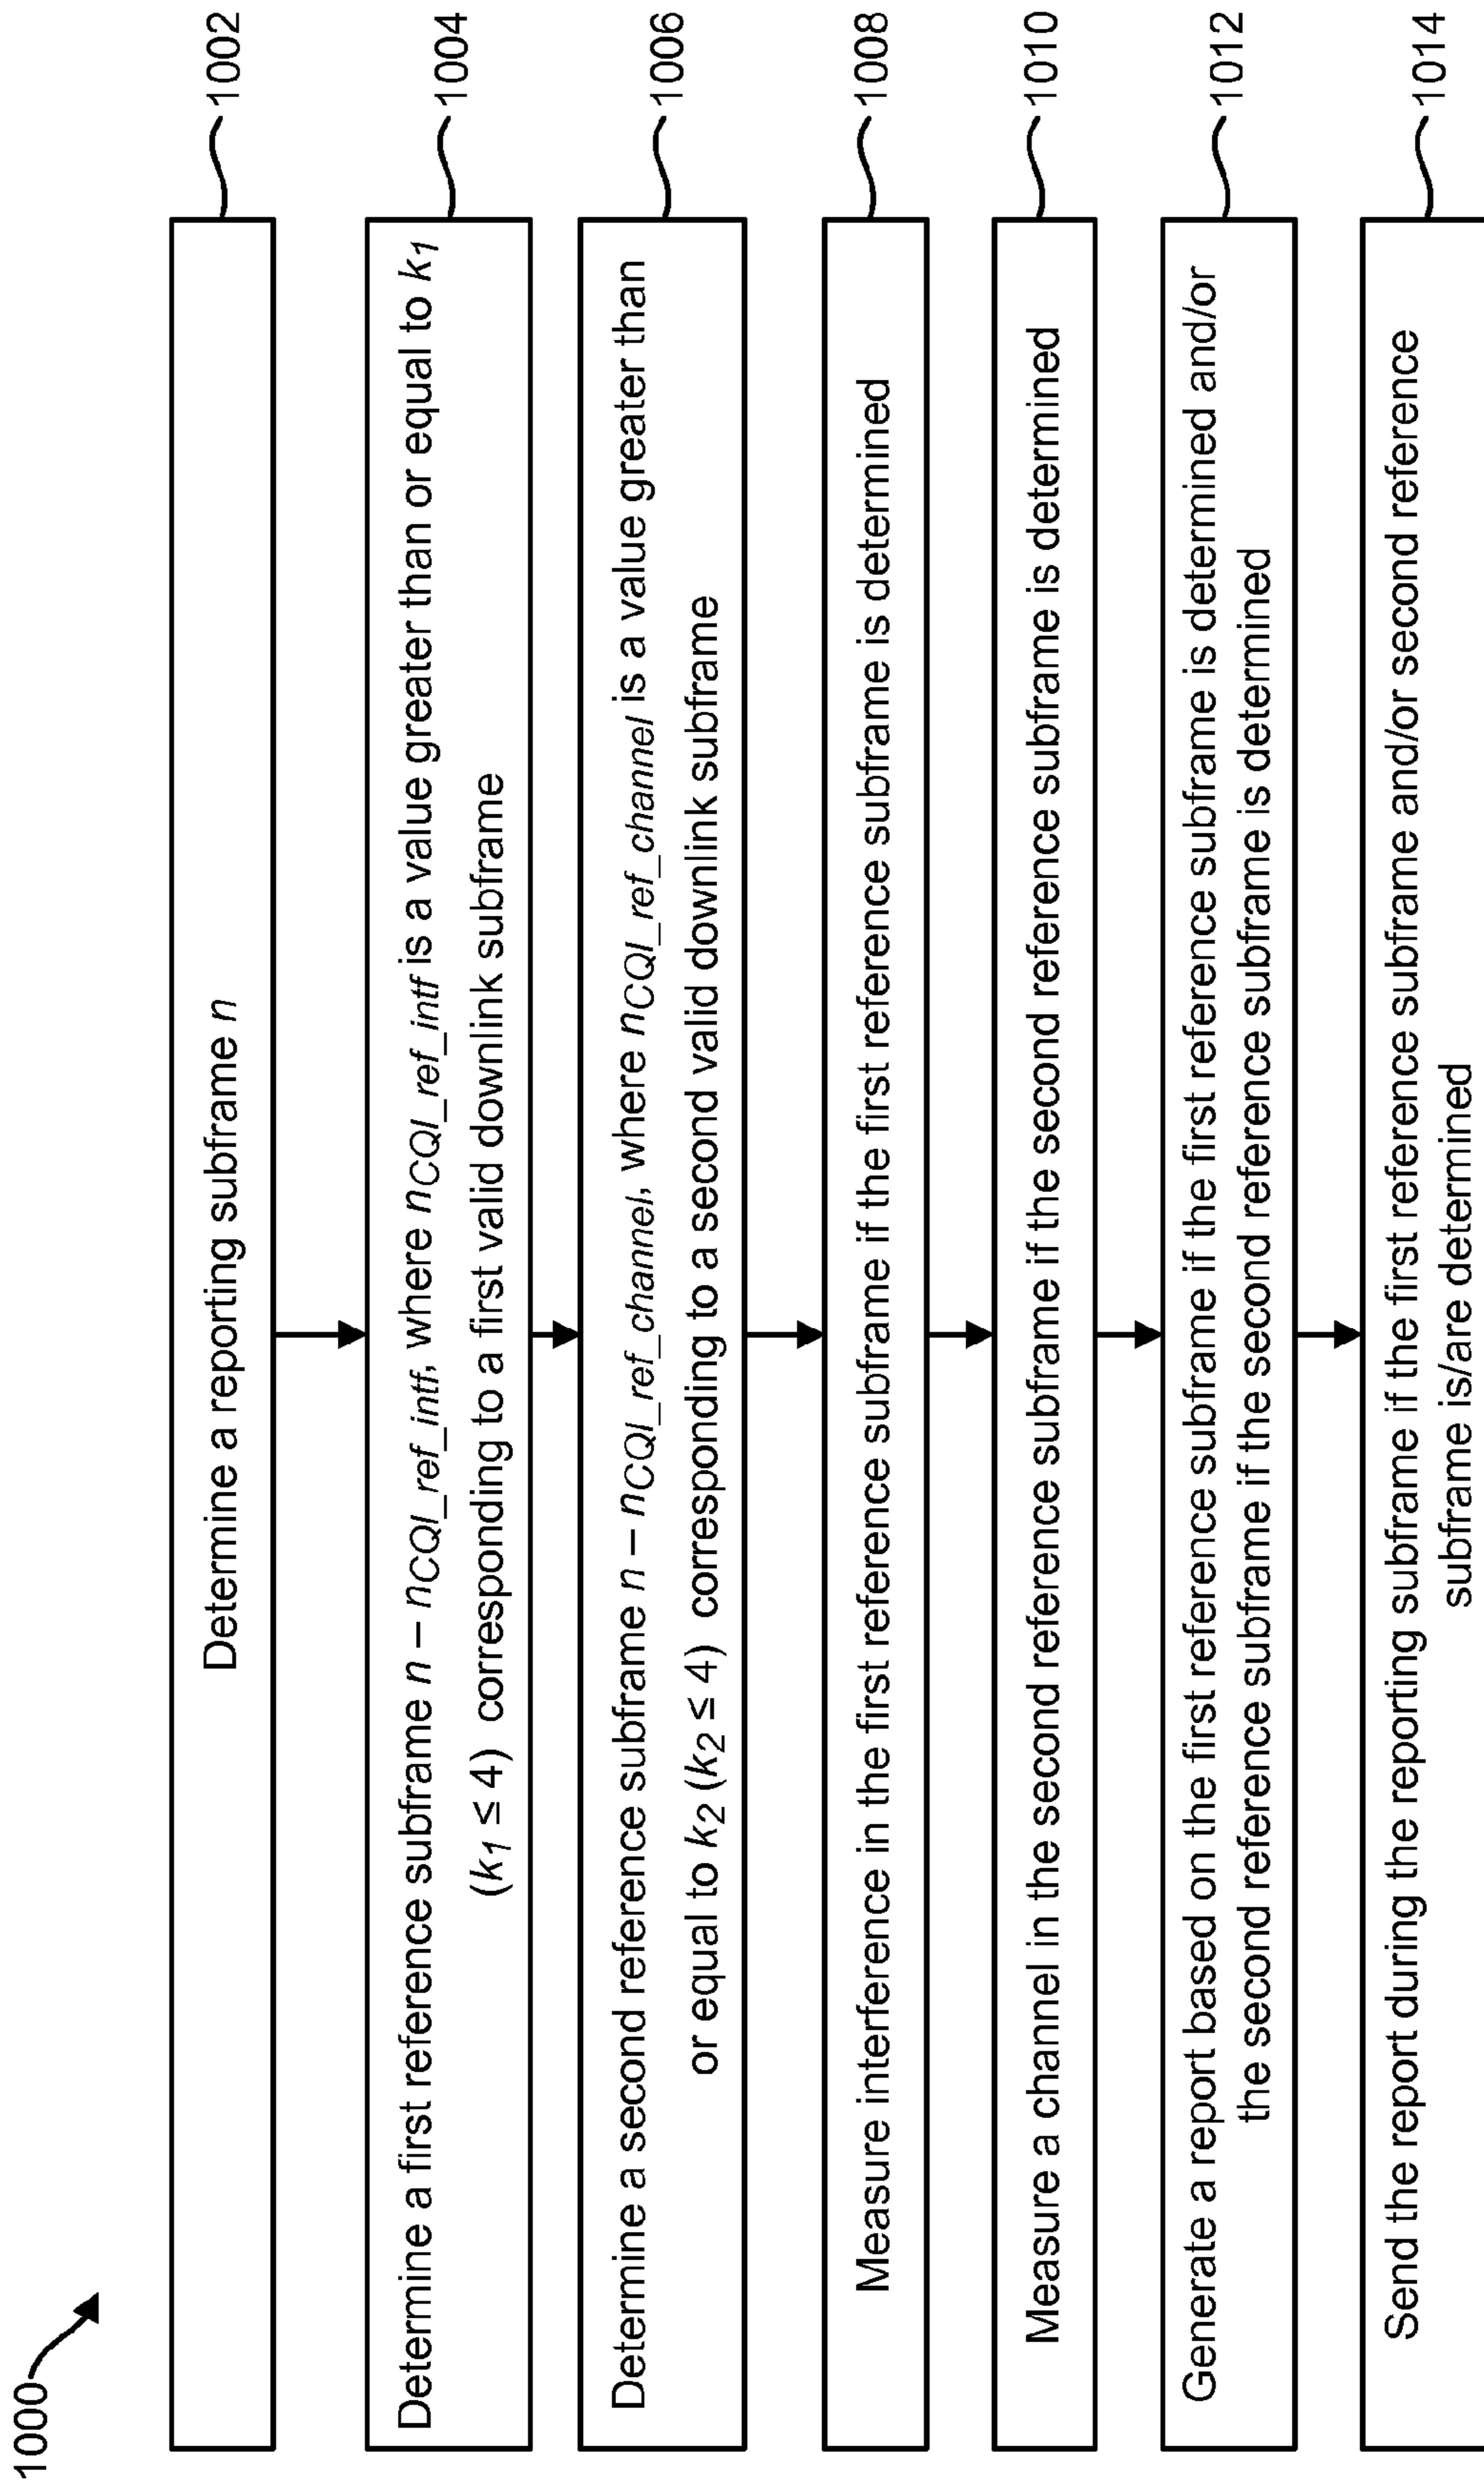 1000
Determine a reporting subframe n
1002
Determine a first reference subframe n – nCQI_ref_intf, where nCQI_ref_intf is a value greater than or equal to k1
(k1 ≤ 4) corresponding to a first valid downlink subframe
1004
Determine a second reference subframe n – nCQI_ref_channel, where nCQI_ref_channel is a value greater than
or equal to k2 (k2 ≤ 4) corresponding to a second valid downlink subframe
1006
Measure interference in the first reference subframe if the first reference subframe is determined
1008
Measure a channel in the second reference subframe if the second reference subframe is determined
1010
Generate a report based on the first reference subframe if the first reference subframe is determined and/or
the second reference subframe if the second reference subframe is determined
1012
Send the report during the reporting subframe if the first reference subframe and/or second reference
subframe is/are determined
1014